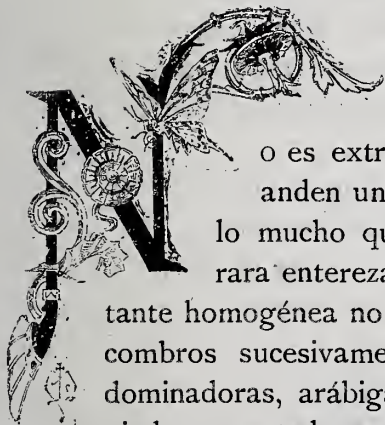 No es extr
anden un
lo mucho qu
rara entereza
tante homogénea no
combros sucesivame
dominadoras, arábiga